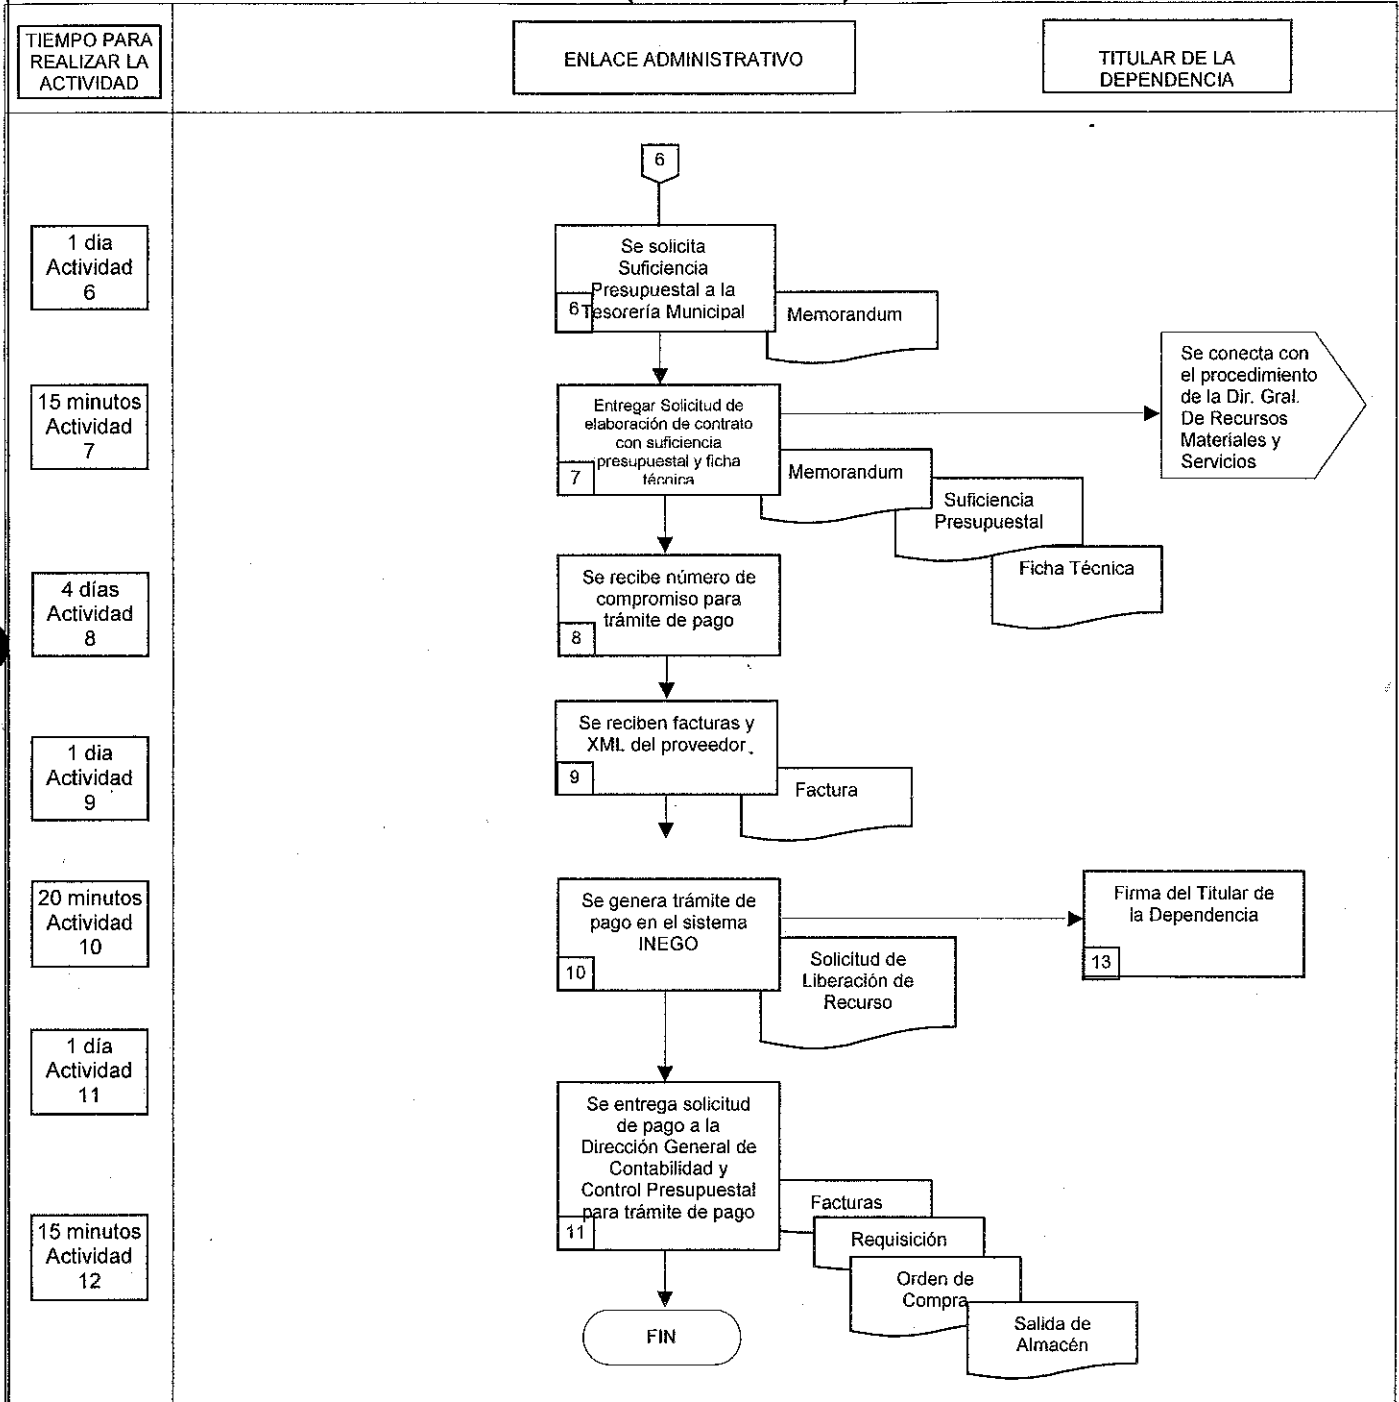 TIEMPO PARA
REALIZAR LA
ACTIVIDAD
ENLACE ADMINISTRATIVO
TITULAR DE LA
DEPENDENCIA
6
1 dia
Actividad
6
Se solicita
Suficiencia
Presupuestal a la
Tesorería Municipal
6
Memorandum
Se conecta con
el procedimiento
de la Dir. Gral.
De Recursos
Materiales y
Servicios
15 minutos
Actividad
7
Entregar Solicitud de
elaboración de contrato
con suficiencia
presupuestal y ficha
técnica
7
Memorandum
Suficiencia
Presupuestal
Ficha Técnica
4 días
Actividad
8
Se recibe número de
compromiso para
trámite de pago
8
1 dia
Actividad
9
Se reciben facturas y
XML del proveedor
9
Factura
20 minutos
Actividad
10
Se genera trámite de
pago en el sistema
INEGO
10
Solicitud de
Liberación de
Recurso
Firma del Titular de
la Dependencia
13
1 día
Actividad
11
Se entrega solicitud
de pago a la
Dirección General de
Contabilidad y
Control Presupuestal
para trámite de pago
11
Facturas
Requisición
Orden de
Compra
Salida de
Almacén
15 minutos
Actividad
12
FIN